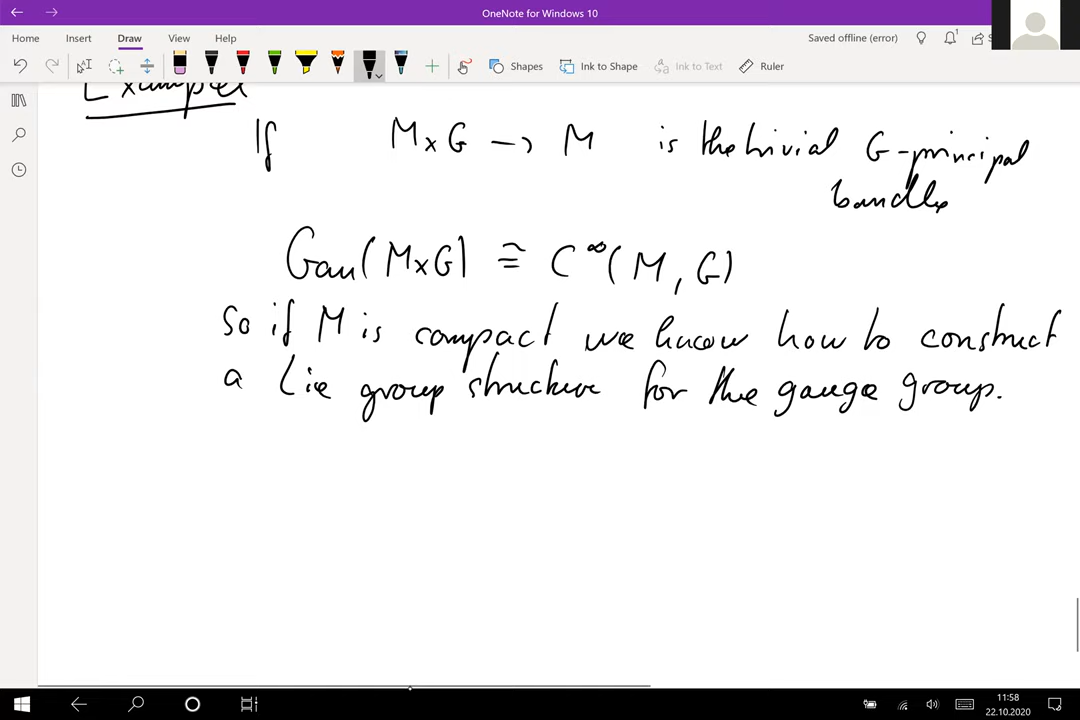 OneNote for Windows 10
Home Insert Draw View Help
Saved offline (error)
Shapes Ink to Shape Ink to Text Ruler
Example
If M×G → M is the trivial G-principal
bundle
Gau(M×G) ≅ C^∞(M, G)
So if M is compact we know how to construct
a Lie group structure for the gauge group.
11:58
22.10.2020